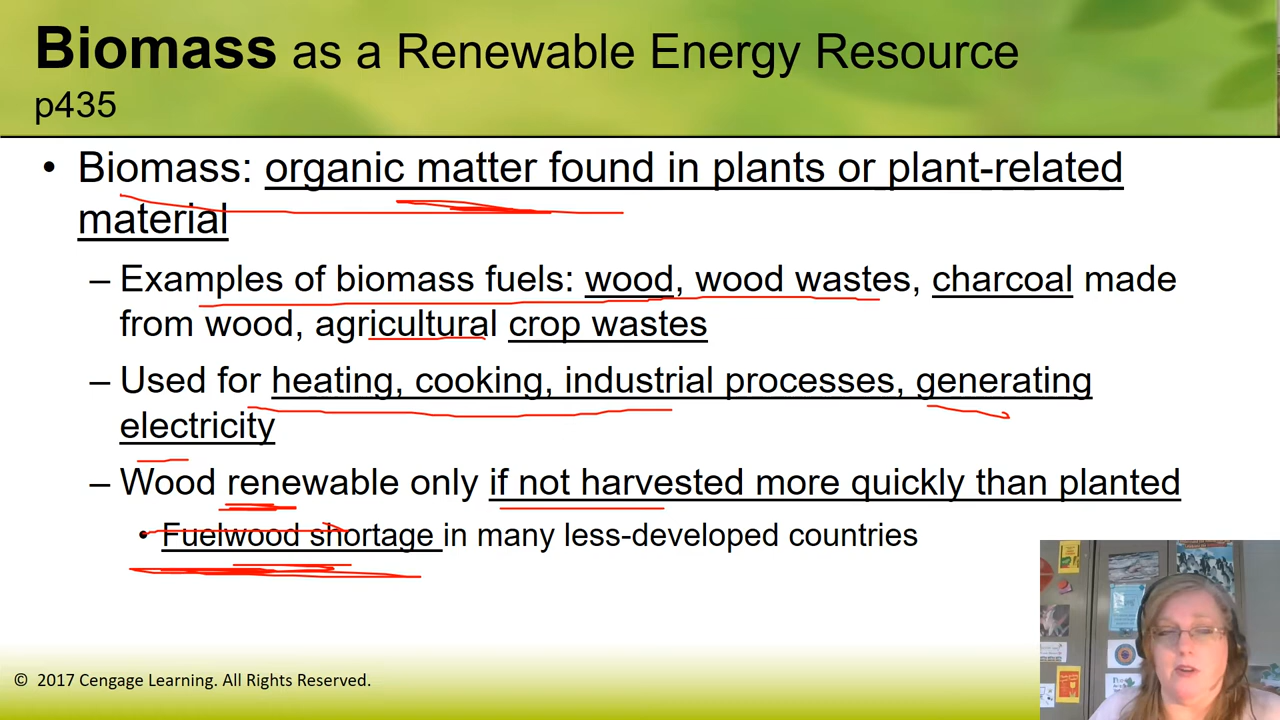 Biomass as a Renewable Energy Resource
p435
• Biomass: organic matter found in plants or plant-related
material
– Examples of biomass fuels: wood, wood wastes, charcoal made
from wood, agricultural crop wastes
– Used for heating, cooking, industrial processes, generating
electricity
– Wood renewable only if not harvested more quickly than planted
• Fuelwood shortage in many less-developed countries
© 2017 Cengage Learning. All Rights Reserved.